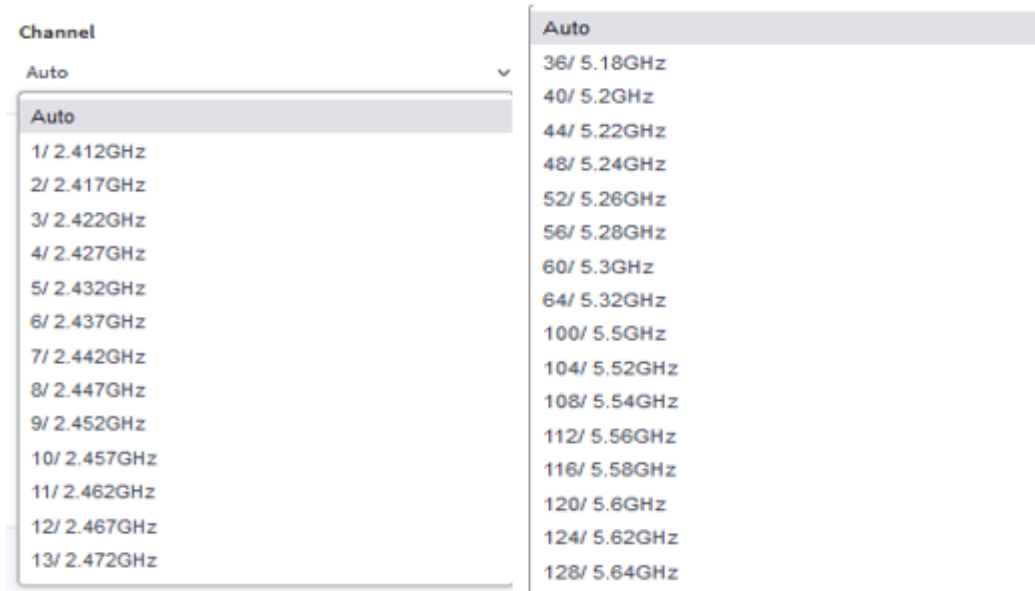 Channel
Auto
Auto
1/ 2.412GHz
2/ 2.417GHz
3/ 2.422GHz
4/ 2.427GHz
5/ 2.432GHz
6/ 2.437GHz
7/ 2.442GHz
8/ 2.447GHz
9/ 2.452GHz
10/ 2.457GHz
11/ 2.462GHz
12/ 2.467GHz
13/ 2.472GHz
Auto
36/ 5.18GHz
40/ 5.2GHz
44/ 5.22GHz
48/ 5.24GHz
52/ 5.26GHz
56/ 5.28GHz
60/ 5.3GHz
64/ 5.32GHz
100/ 5.5GHz
104/ 5.52GHz
108/ 5.54GHz
112/ 5.56GHz
116/ 5.58GHz
120/ 5.6GHz
124/ 5.62GHz
128/ 5.64GHz